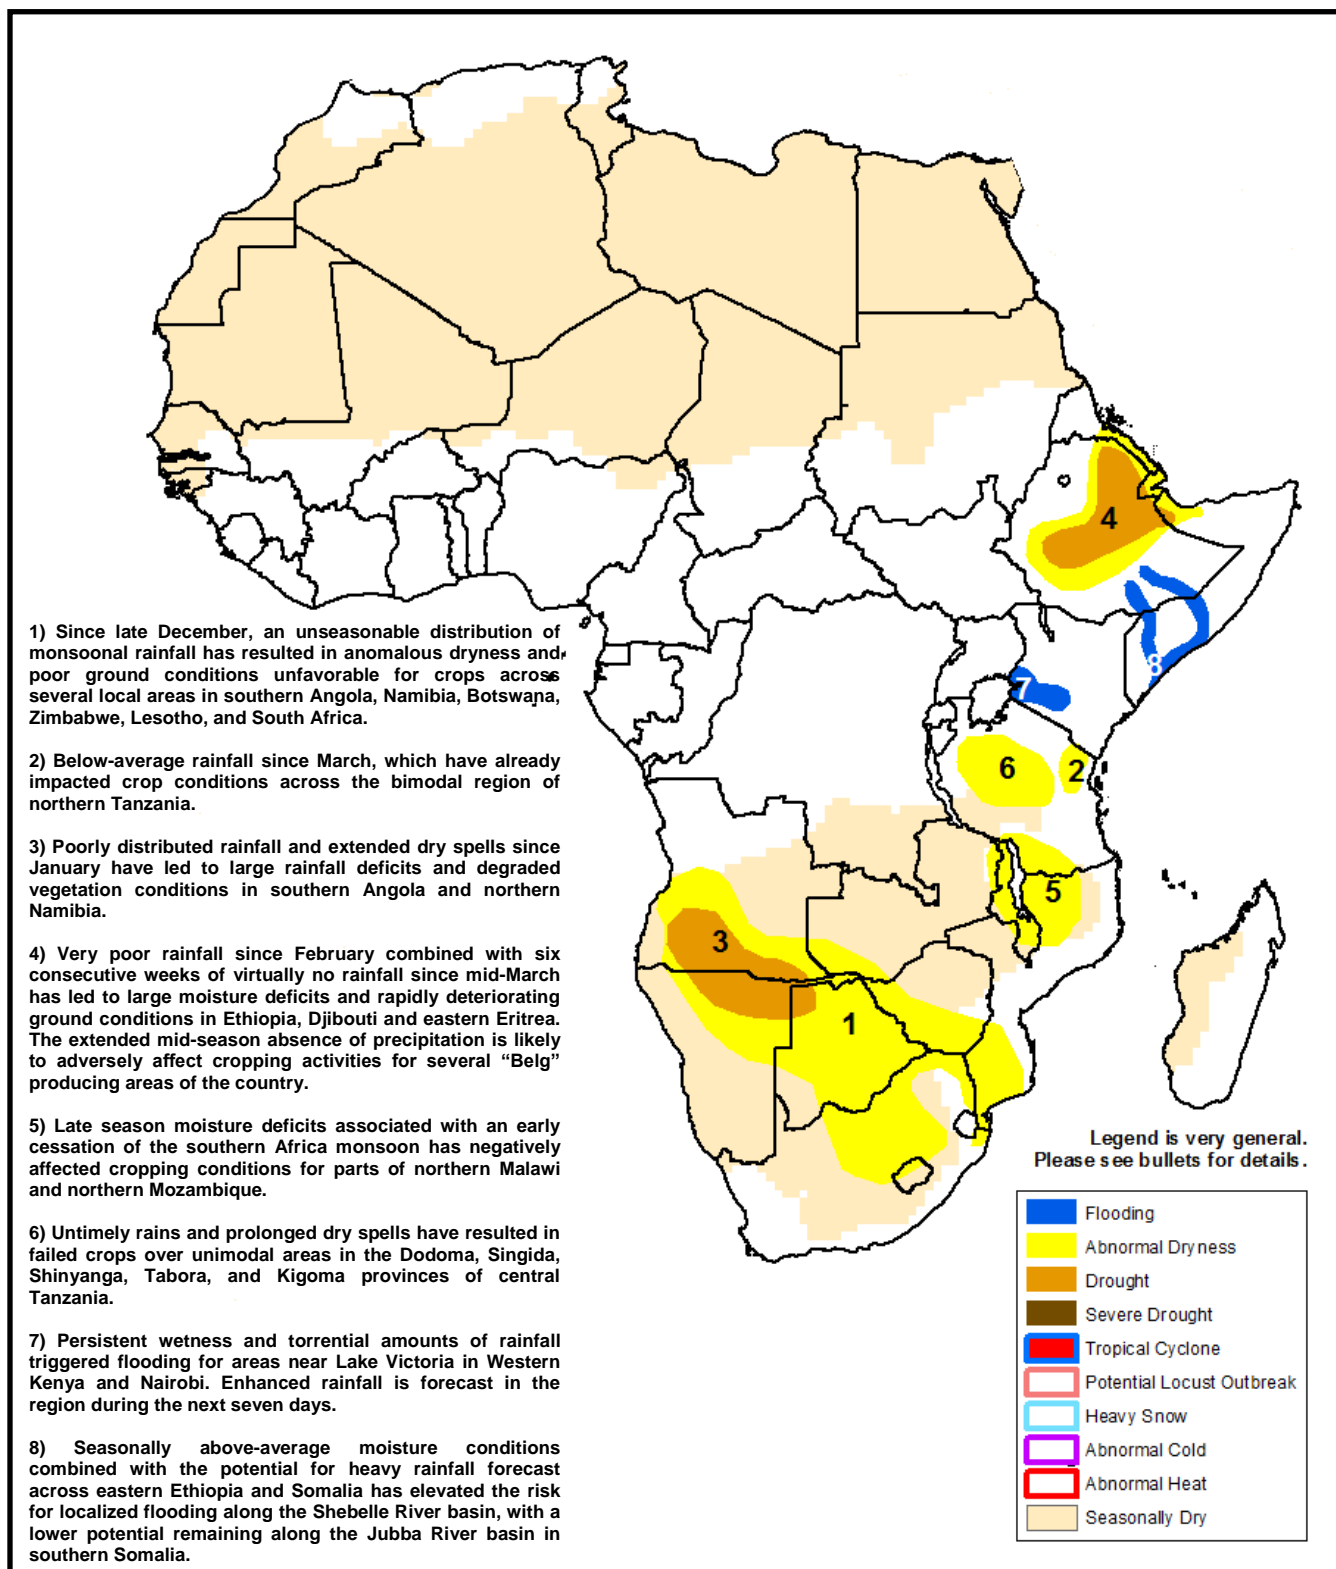 1) Since late December, an unseasonable distribution of
monsoonal rainfall has resulted in anomalous dryness and
poor ground conditions unfavorable for crops across
several local areas in southern Angola, Namibia, Botswana,
Zimbabwe, Lesotho, and South Africa.
2) Below-average rainfall since March, which have already
impacted crop conditions across the bimodal region of
northern Tanzania.
3) Poorly distributed rainfall and extended dry spells since
January have led to large rainfall deficits and degraded
vegetation conditions in southern Angola and northern
Namibia.
4) Very poor rainfall since February combined with six
consecutive weeks of virtually no rainfall since mid-March
has led to large moisture deficits and rapidly deteriorating
ground conditions in Ethiopia, Djibouti and eastern Eritrea.
The extended mid-season absence of precipitation is likely
to adversely affect cropping activities for several “Belg”
producing areas of the country.
5) Late season moisture deficits associated with an early
cessation of the southern Africa monsoon has negatively
affected cropping conditions for parts of northern Malawi
and northern Mozambique.
6) Untimely rains and prolonged dry spells have resulted in
failed crops over unimodal areas in the Dodoma, Singida,
Shinyanga, Tabora, and Kigoma provinces of central
Tanzania.
7) Persistent wetness and torrential amounts of rainfall
triggered flooding for areas near Lake Victoria in Western
Kenya and Nairobi. Enhanced rainfall is forecast in the
region during the next seven days.
8) Seasonally above-average moisture conditions
combined with the potential for heavy rainfall forecast
across eastern Ethiopia and Somalia has elevated the risk
for localized flooding along the Shebelle River basin, with a
lower potential remaining along the Jubba River basin in
southern Somalia.
4
8
7
6
2
5
3
1
Legend is very general.
Please see bullets for details.
Flooding
Abnormal Dryness
Drought
Severe Drought
Tropical Cyclone
Potential Locust Outbreak
Heavy Snow
Abnormal Cold
Abnormal Heat
Seasonally Dry